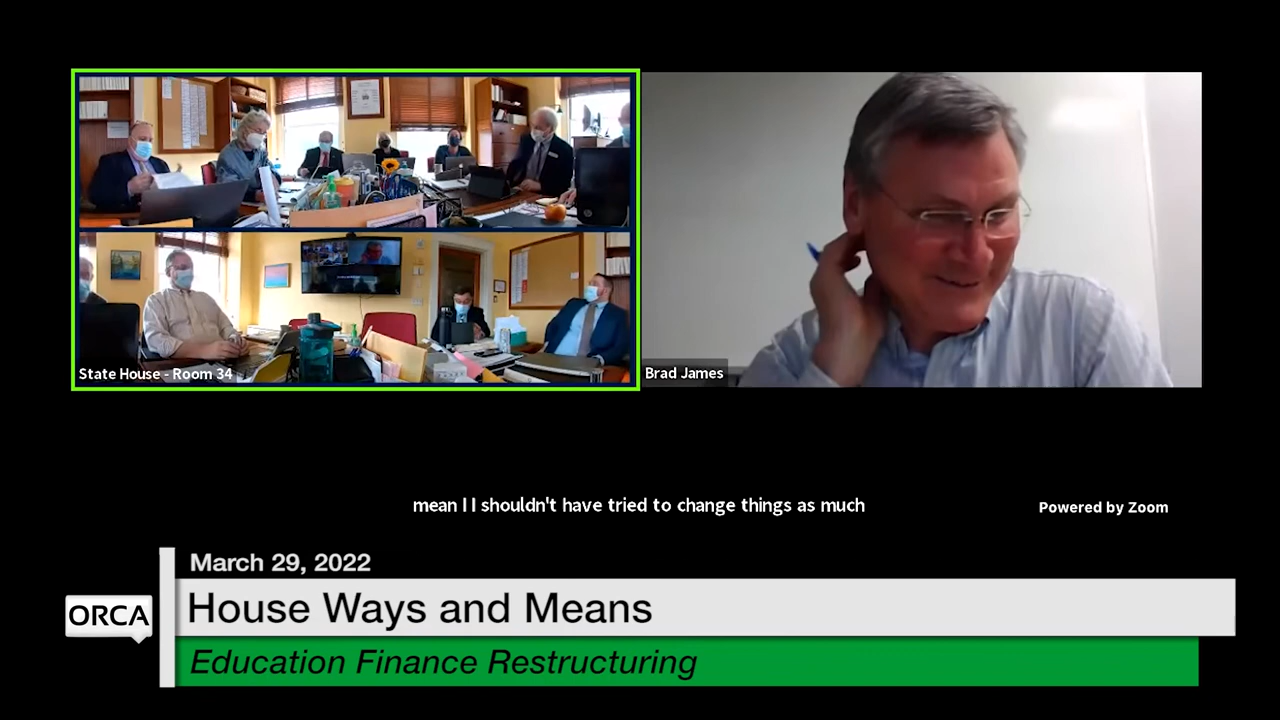 State House - Room 34
Brad James
mean I I shouldn't have tried to change things as much
Powered by Zoom
March 29, 2022
ORCA
House Ways and Means
Education Finance Restructuring